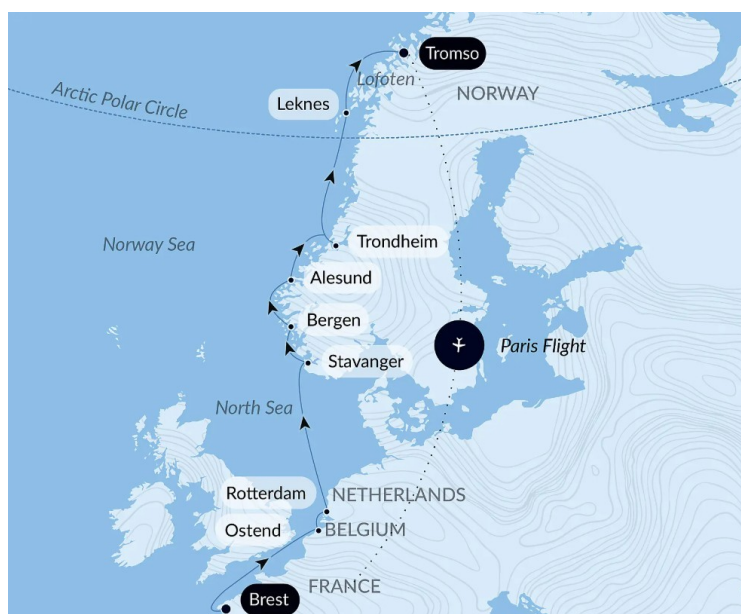 Tromso
Lofoten
NORWAY
Arctic Polar Circle
Leknes
Norway Sea
Trondheim
Alesund
Bergen
Paris Flight
Stavanger
North Sea
Rotterdam
NETHERLANDS
Ostend
BELGIUM
FRANCE
Brest